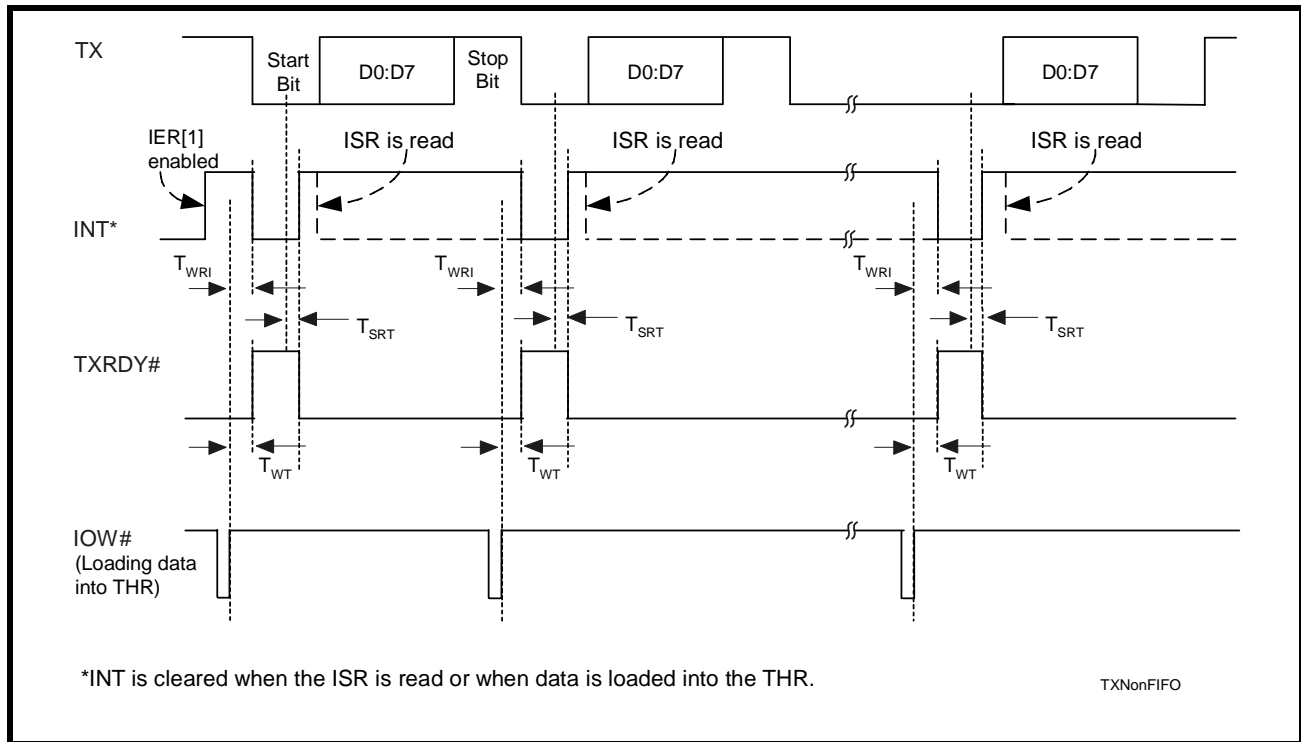 TX
Start
Bit
D0:D7
Stop
Bit
D0:D7
D0:D7
IER[1]
enabled
ISR is read
ISR is read
ISR is read
INT*
TWRI
TWRI
TWRI
TSRT
TSRT
TSRT
TXRDY#
TWT
TWT
TWT
IOW#
(Loading data
into THR)
*INT is cleared when the ISR is read or when data is loaded into the THR.
TXNonFIFO